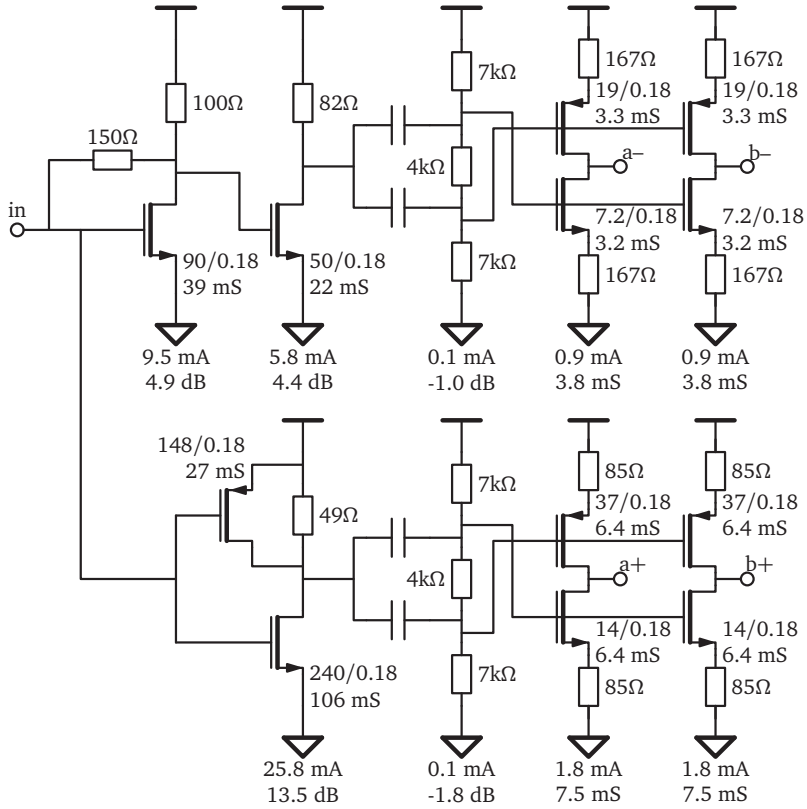 167Ω
167Ω
7kΩ
19/0.18
19/0.18
100Ω
82Ω
3.3 mS
3.3 mS
150Ω
a–
b–
4kΩ
in
7.2/0.18
7.2/0.18
3.2 mS
3.2 mS
90/0.18
50/0.18
7kΩ
167Ω
167Ω
39 mS
22 mS
9.5 mA
5.8 mA
0.1 mA
0.9 mA
0.9 mA
4.9 dB
4.4 dB
-1.0 dB
3.8 mS
3.8 mS
148/0.18
27 mS
7kΩ
85Ω
85Ω
37/0.18
37/0.18
49Ω
6.4 mS
6.4 mS
a+
b+
4kΩ
14/0.18
14/0.18
6.4 mS
6.4 mS
240/0.18
7kΩ
85Ω
85Ω
106 mS
25.8 mA
0.1 mA
1.8 mA
1.8 mA
13.5 dB
-1.8 dB
7.5 mS
7.5 mS